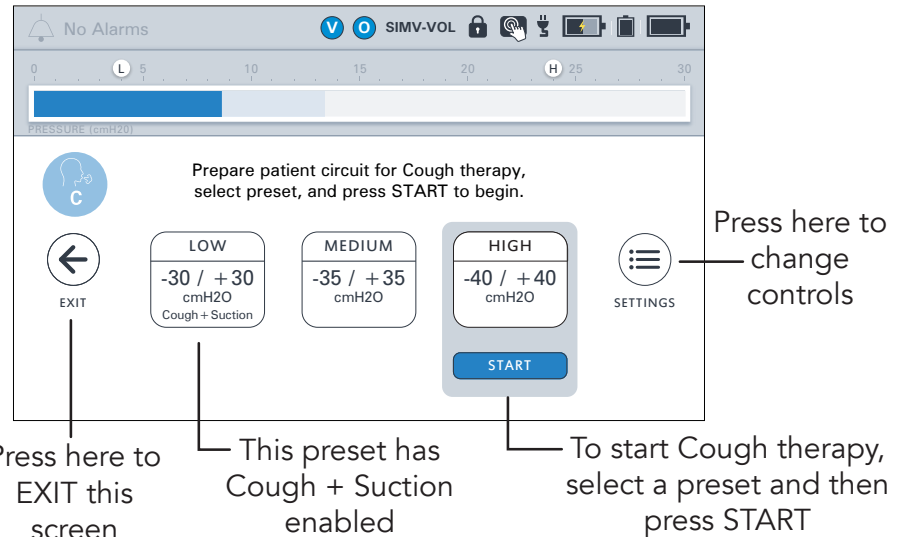 No Alarms
V O SIMV-VOL
0 L 5 10 15 20 H 25 30
PRESSURE (cmH20)
C
Prepare patient circuit for Cough therapy,
select preset, and press START to begin.
EXIT
LOW
-30 / +30
cmH2O
Cough+Suction
MEDIUM
-35 / +35
cmH2O
HIGH
-40 / +40
cmH2O
START
SETTINGS
Press here to
change
controls
Press here to
EXIT this
screen
This preset has
Cough + Suction
enabled
To start Cough therapy,
select a preset and then
press START